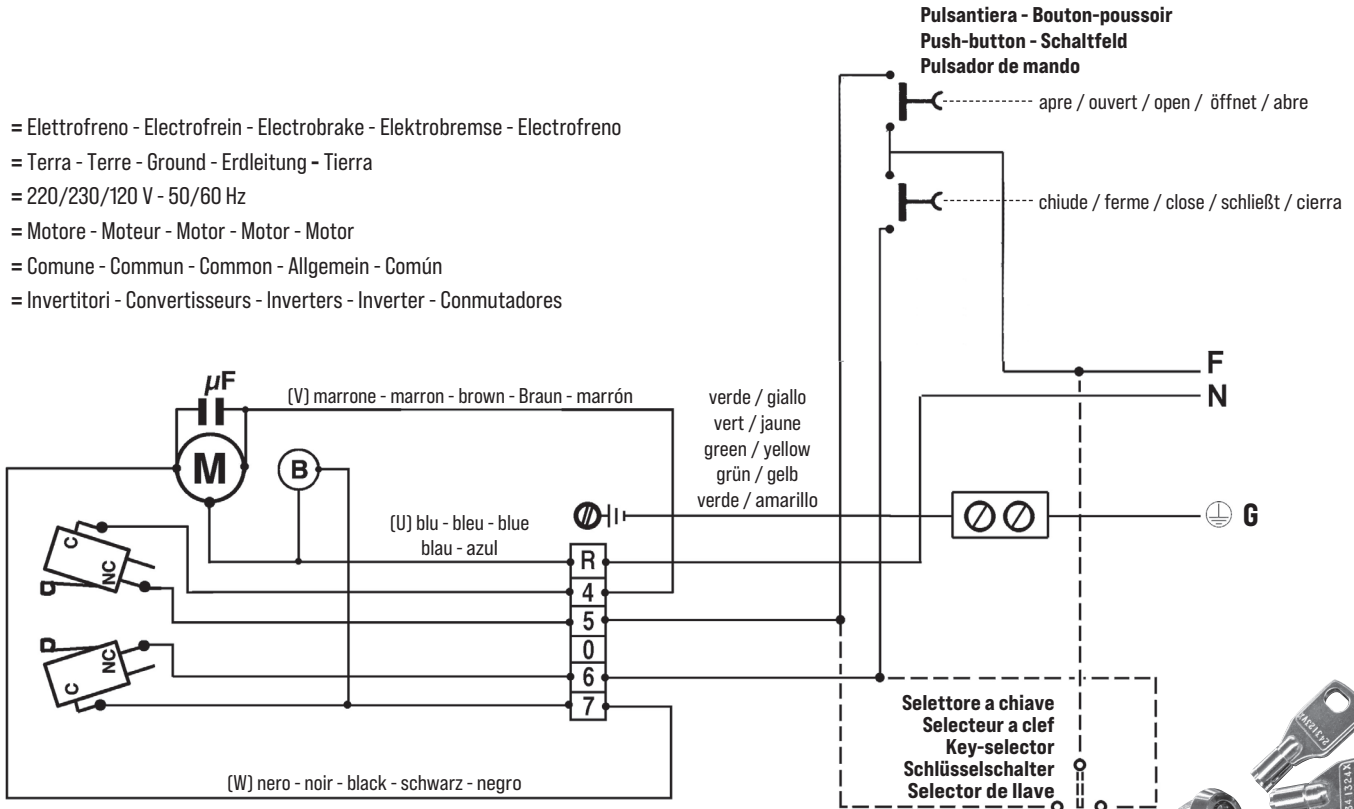 Pulsantiera - Bouton-poussoir
Push-button - Schaltfeld
Pulsador de mando
apre / ouvert / open / öffnet / abre
chiude / ferme / close / schließt / cierra
= Elettrofreno - Electrofrein - Electrobrake - Elektrobremse - Electrofreno
= Terra - Terre - Ground - Erdleitung - Tierra
= 220/230/120 V - 50/60 Hz
= Motore - Moteur - Motor - Motor - Motor
= Comune - Commun - Common - Allgemein - Común
= Invertitori - Convertisseurs - Inverters - Inverter - Conmutadores
F
N
µF
(V) marrone - marron - brown - Braun - marrón
M
B
verde / giallo
vert / jaune
green / yellow
grün / gelb
verde / amarillo
(U) blu - bleu - blue
blau - azul
G
C
NC
R
4
5
0
6
7
NC
C
(W) nero - noir - black - schwarz - negro
Selettore a chiave
Selecteur a clef
Key-selector
Schlüsselschalter
Selector de llave